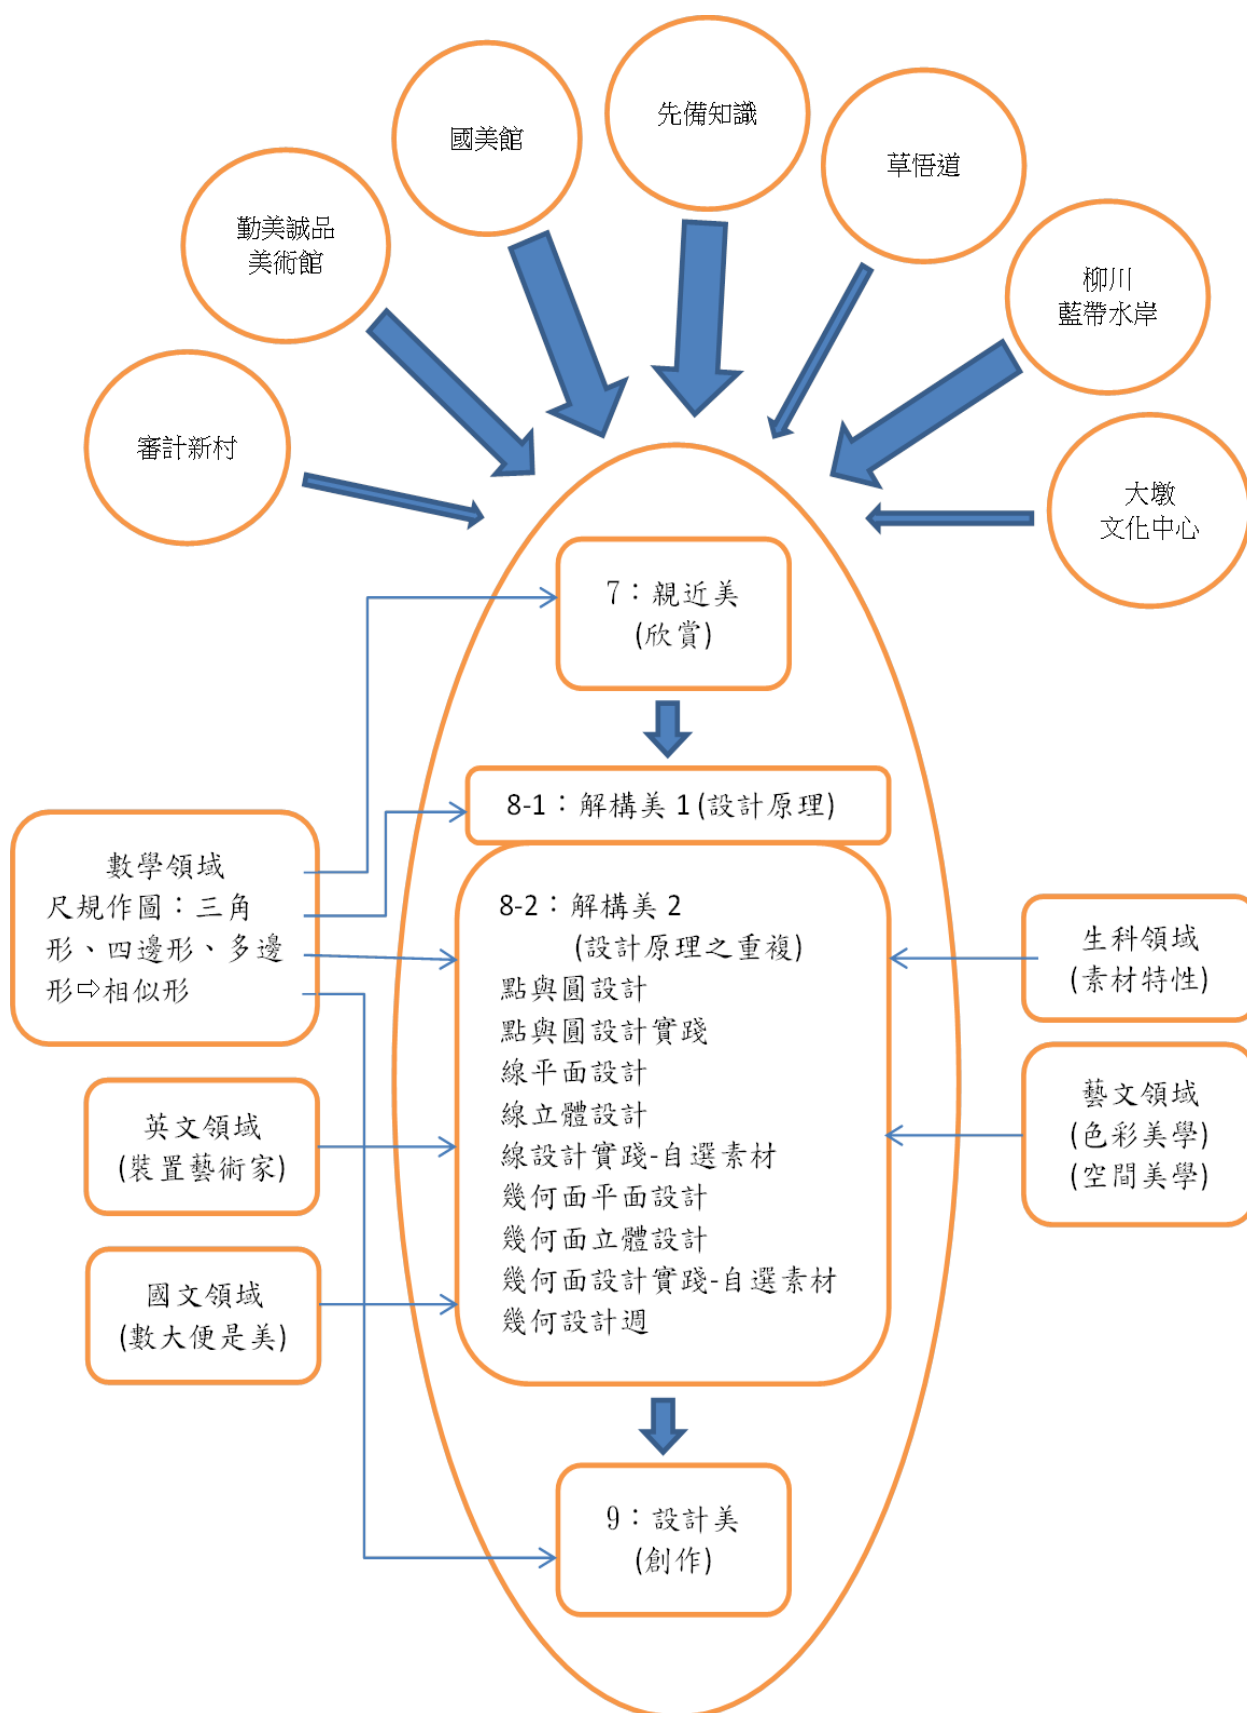 先備知識
國美館
草悟道
勤美誠品
美術館
柳川
藍帶水岸
審計新村
大墩
文化中心
7：親近美
(欣賞)
8-1：解構美 1 (設計原理)
數學領域
尺規作圖：三角
形、四邊形、多邊
形⇨相似形
8-2：解構美 2
(設計原理之重複)
點與圓設計
點與圓設計實踐
線平面設計
線立體設計
線設計實踐-自選素材
幾何面平面設計
幾何面立體設計
幾何面設計實踐-自選素材
幾何設計週
生科領域
(素材特性)
英文領域
(裝置藝術家)
藝文領域
(色彩美學)
(空間美學)
國文領域
(數大便是美)
9：設計美
(創作)